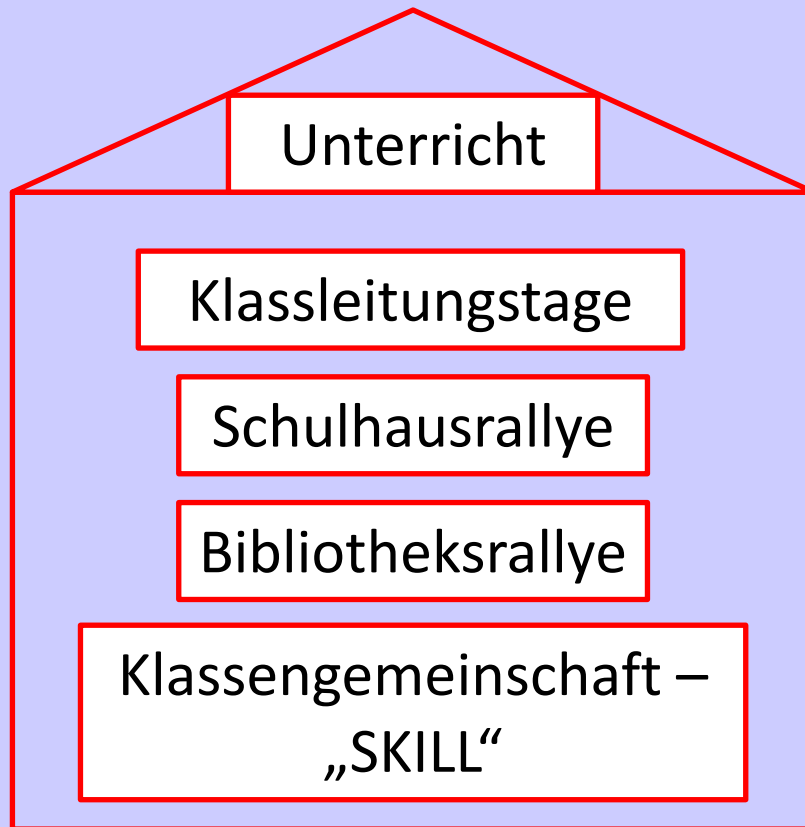 Unterricht
Klassleitungstage
Schulhausrallye
Bibliotheksrallye
Klassengemeinschaft –
„SKILL“